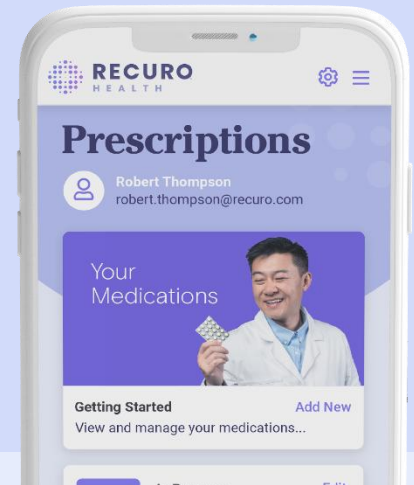 RECURO
HEALTH
Prescriptions
Robert Thompson
robert.thompson@recuro.com
Your
Medications
Getting Started
Add New
View and manage your medications...